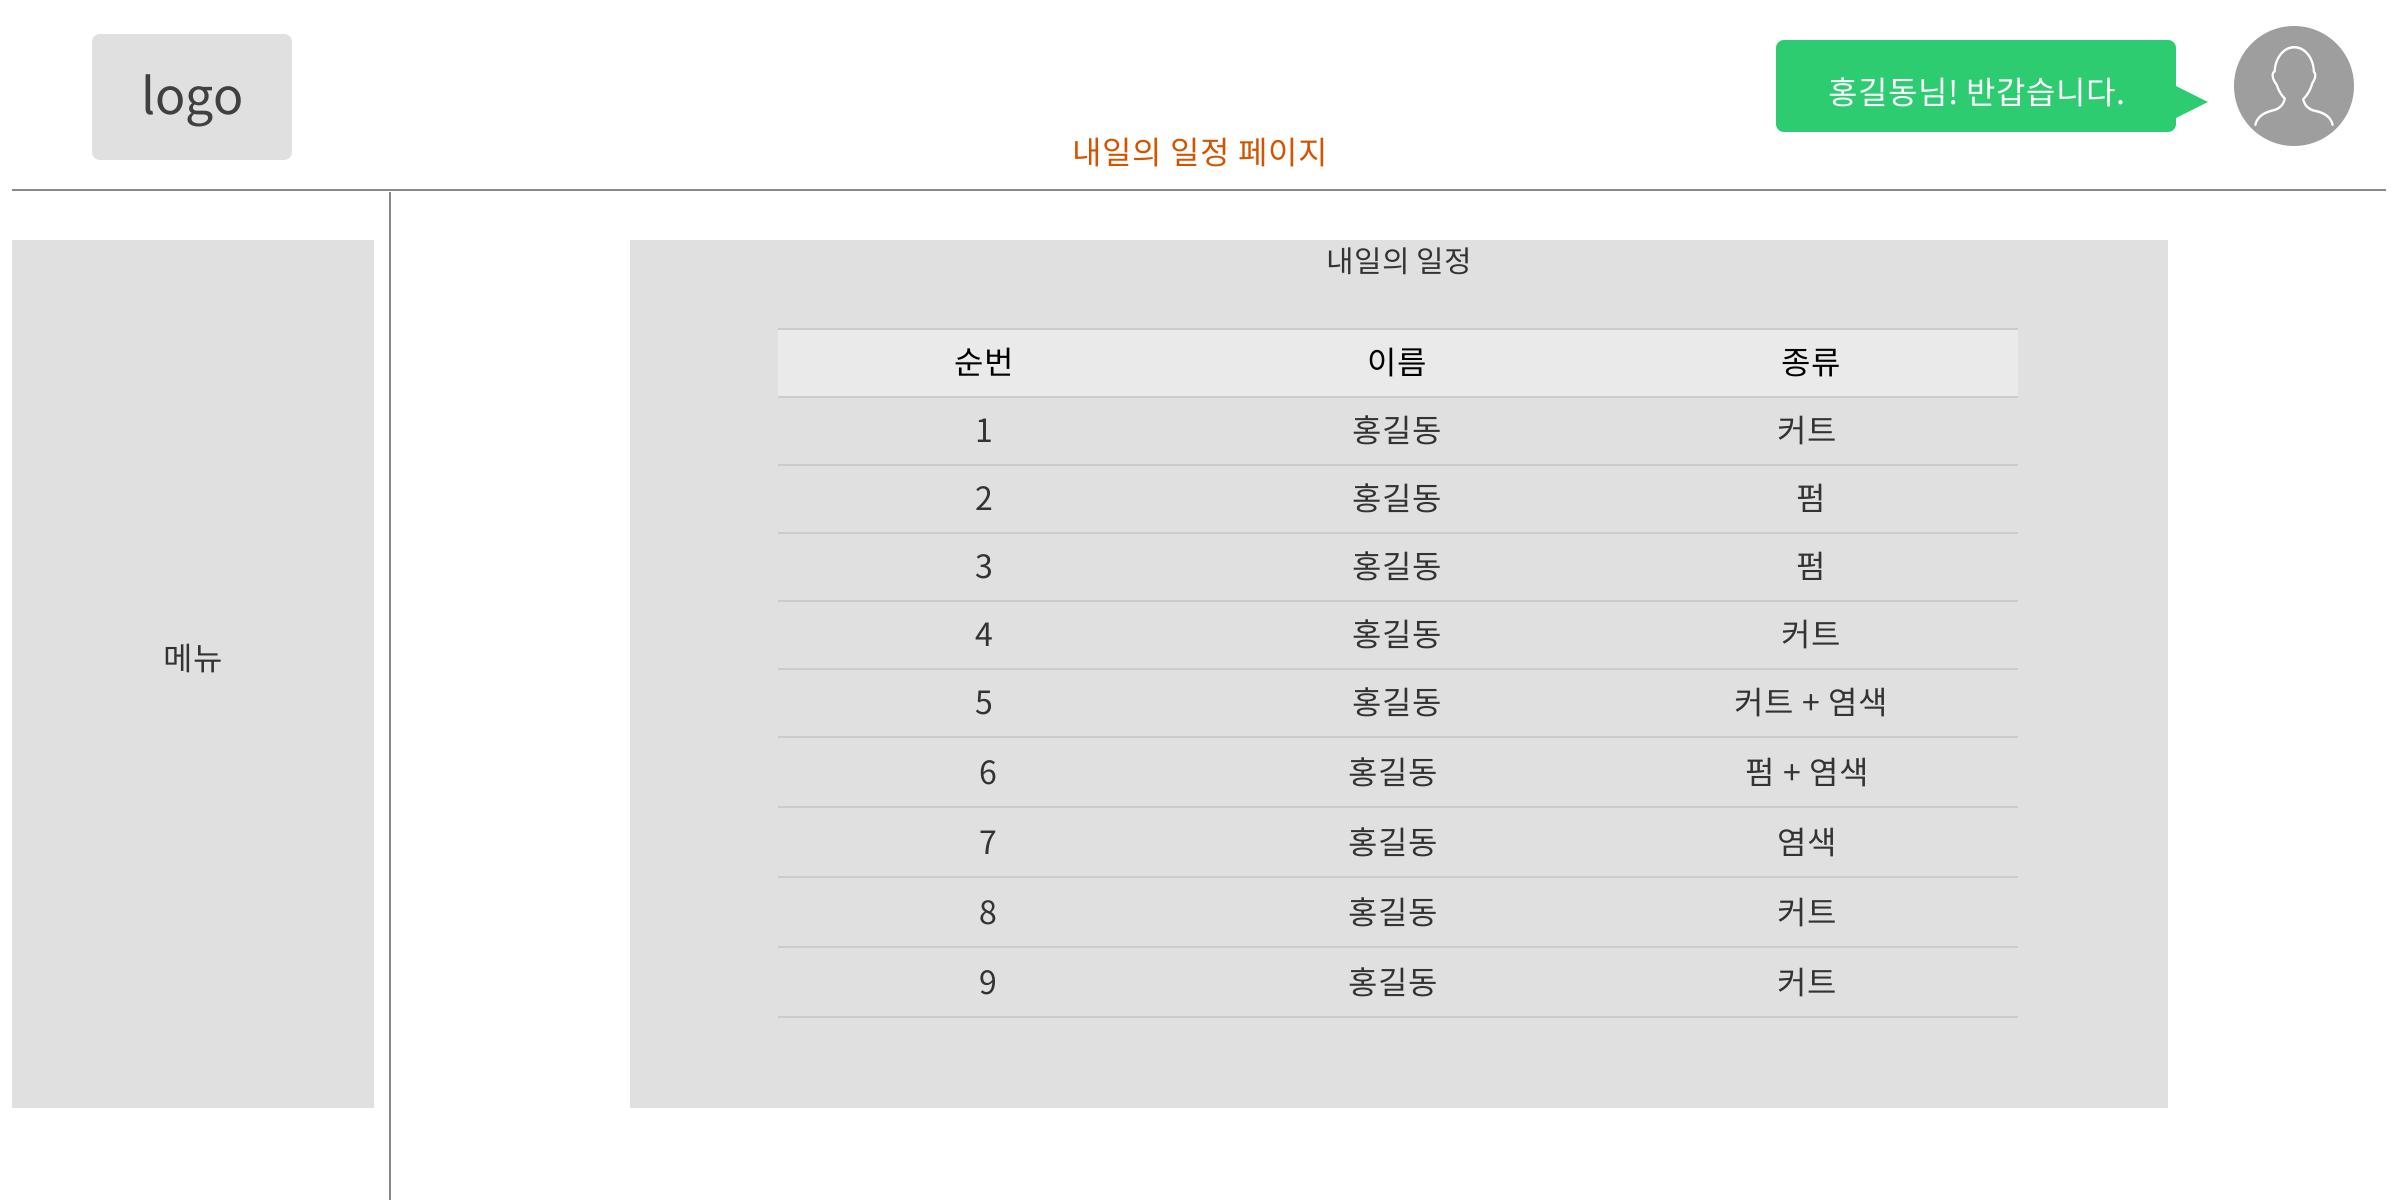 logo
홍길동님! 반갑습니다.
내일의 일정 페이지
메뉴
내일의 일정
순번 이름 종류
1 홍길동 커트
2 홍길동 펌
3 홍길동 펌
4 홍길동 커트
5 홍길동 커트 + 염색
6 홍길동 펌 + 염색
7 홍길동 염색
8 홍길동 커트
9 홍길동 커트